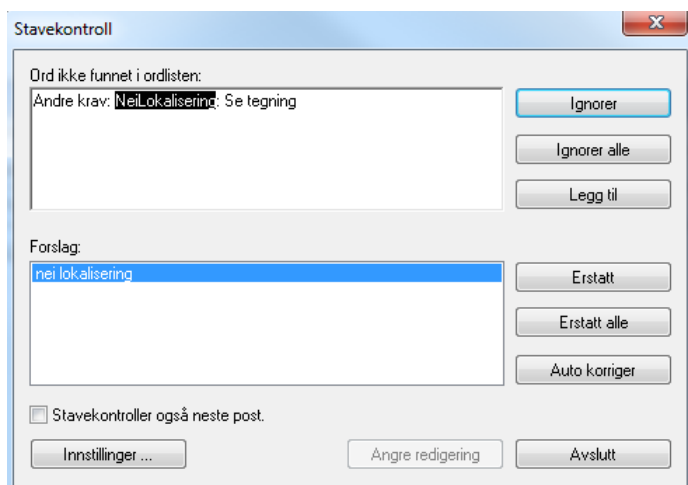 Stavekontroll
Ord ikke funnet i ordlisten:
Andre krav: NeiLokalisering: Se tegning
Ignorer
Ignorer alle
Legg til
Forslag:
nei lokalisering
Erstatt
Erstatt alle
Auto korriger
Stavekontroller også neste post.
Innstillinger ...
Angre redigering
Avslutt